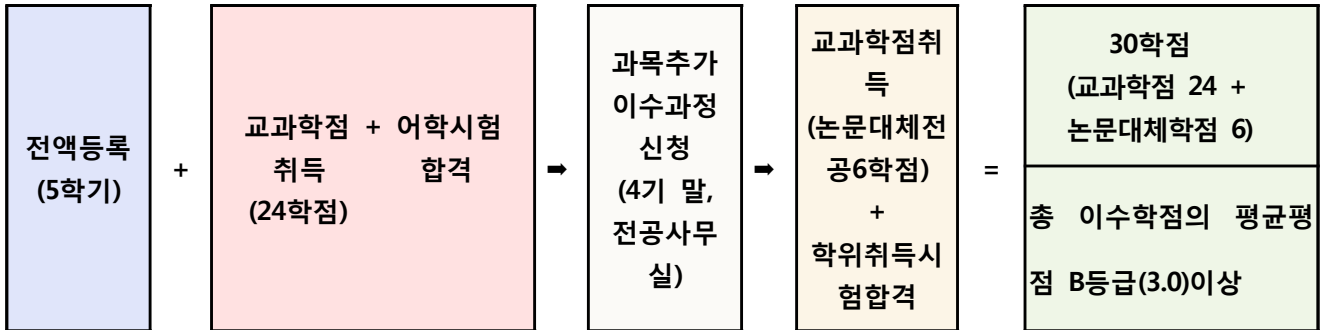 전액등록
(5학기)
+
교과학점 + 어학시험
취득 합격
(24학점)
➡
과목추가
이수과정
신청
(4기 말,
전공사무
실)
➡
교과학점취
득
(논문대체전
공6학점)
+
학위취득시
험합격
=
30학점
(교과학점 24 +
논문대체학점 6)
총 이수학점의 평균평
점 B등급(3.0)이상